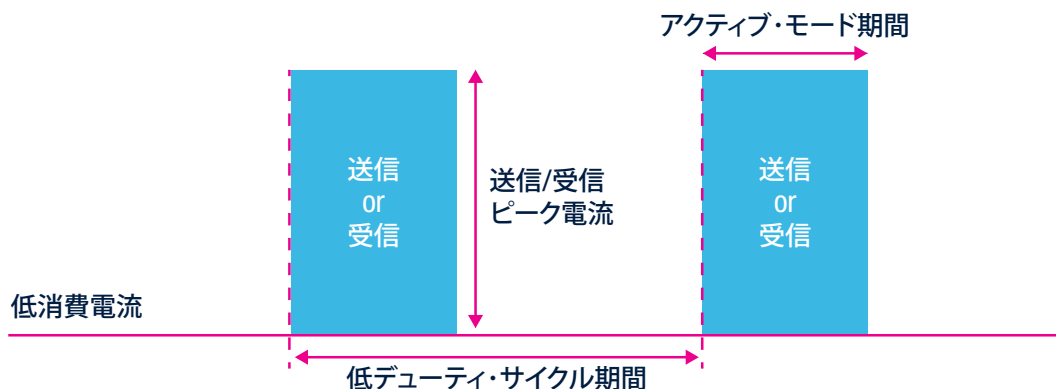 アクティブ・モード期間
送信
or
受信
送信/受信
ピーク電流
送信
or
受信
低消費電流
低デューティ・サイクル期間